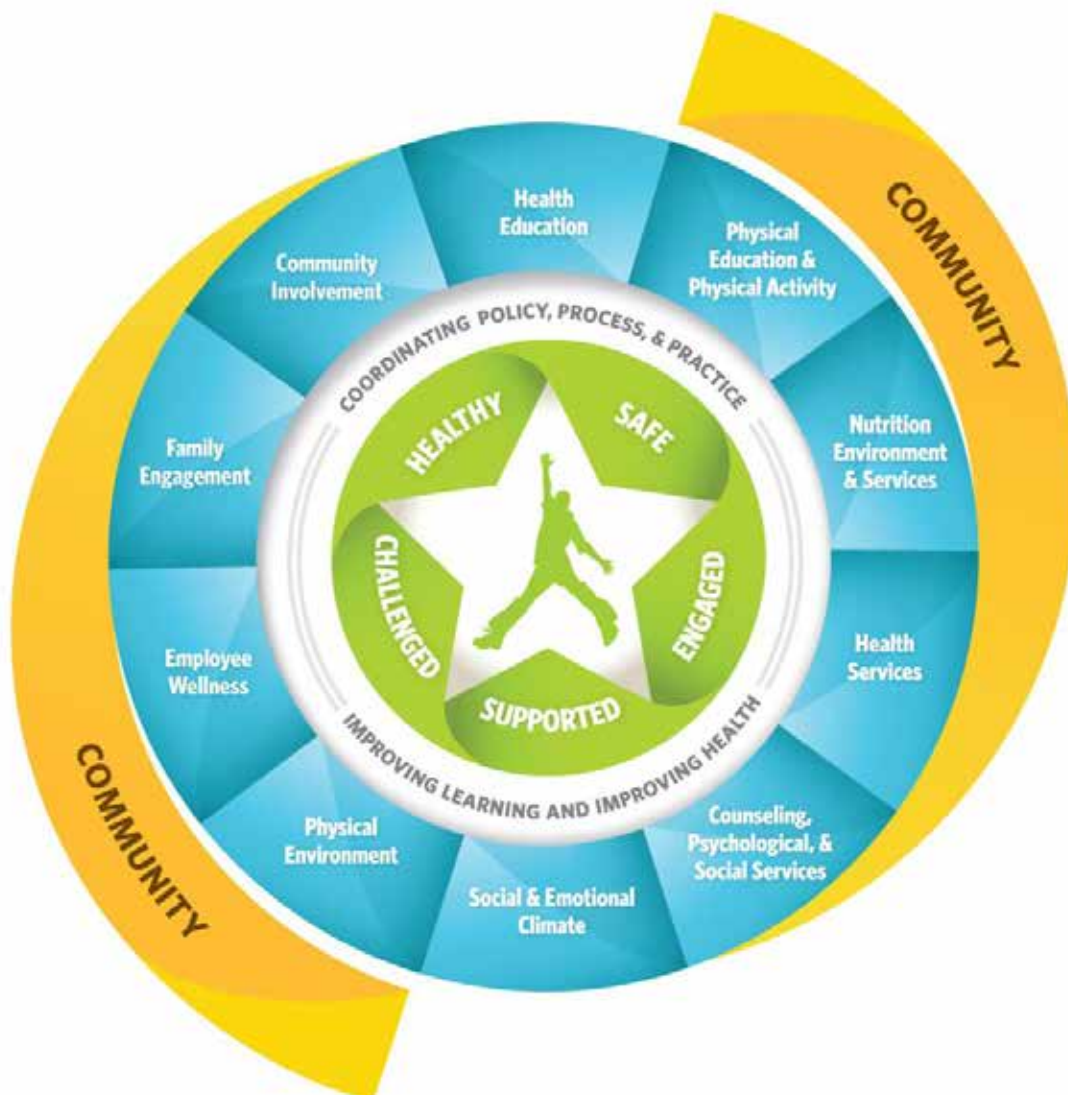 COMMUNITY
COMMUNITY
Health
Education
Physical
Education &
Physical Activity
Nutrition
Environment
& Services
Health
Services
Counseling,
Psychological, &
Social Services
Social & Emotional
Climate
Physical
Environment
Employee
Wellness
Family
Engagement
Community
Involvement
COORDINATING POLICY, PROCESS, & PRACTICE
IMPROVING LEARNING AND IMPROVING HEALTH
HEALTHY
SAFE
ENGAGED
SUPPORTED
CHALLENGED